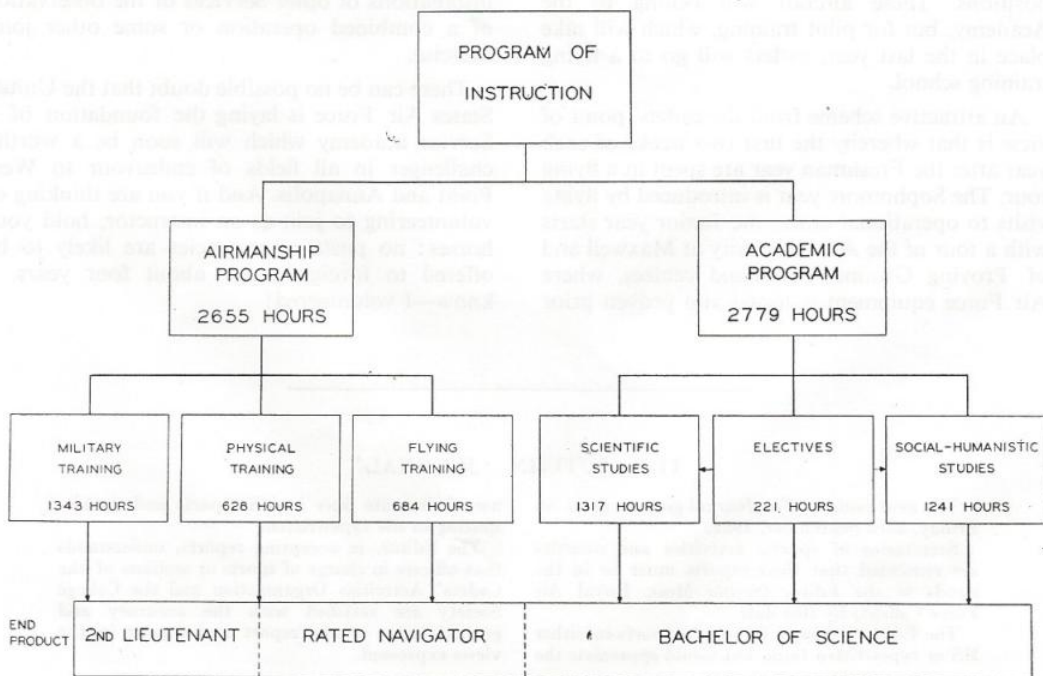 PROGRAM OF
INSTRUCTION
AIRMANSHIP
PROGRAM
2655 HOURS
ACADEMIC
PROGRAM
2779 HOURS
MILITARY
TRAINING
1343 HOURS
PHYSICAL
TRAINING
628 HOURS
FLYING
TRAINING
684 HOURS
SCIENTIFIC
STUDIES
1317 HOURS
ELECTIVES
221 HOURS
SOCIAL-HUMANISTIC
STUDIES
1241 HOURS
END
PRODUCT
2ND LIEUTENANT
RATED NAVIGATOR
BACHELOR OF SCIENCE